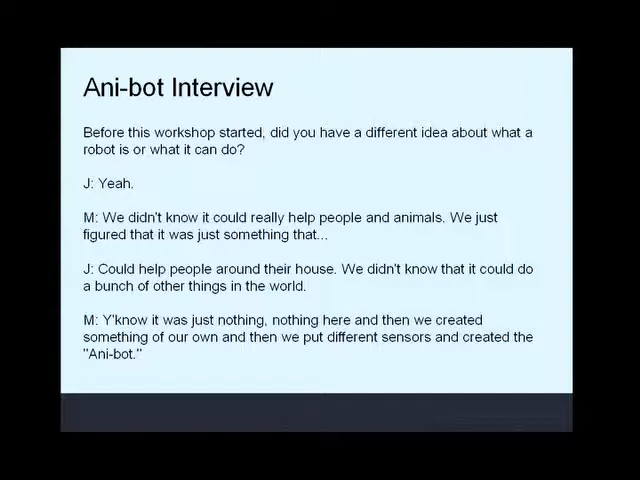 Ani-bot Interview
Before this workshop started, did you have a different idea about what a
robot is or what it can do?
J: Yeah.
M: We didn't know it could really help people and animals. We just
figured that it was just something that...
J: Could help people around their house. We didn't know that it could do
a bunch of other things in the world.
M: Y'know it was just nothing, nothing here and then we created
something of our own and then we put different sensors and created the
"Ani-bot."